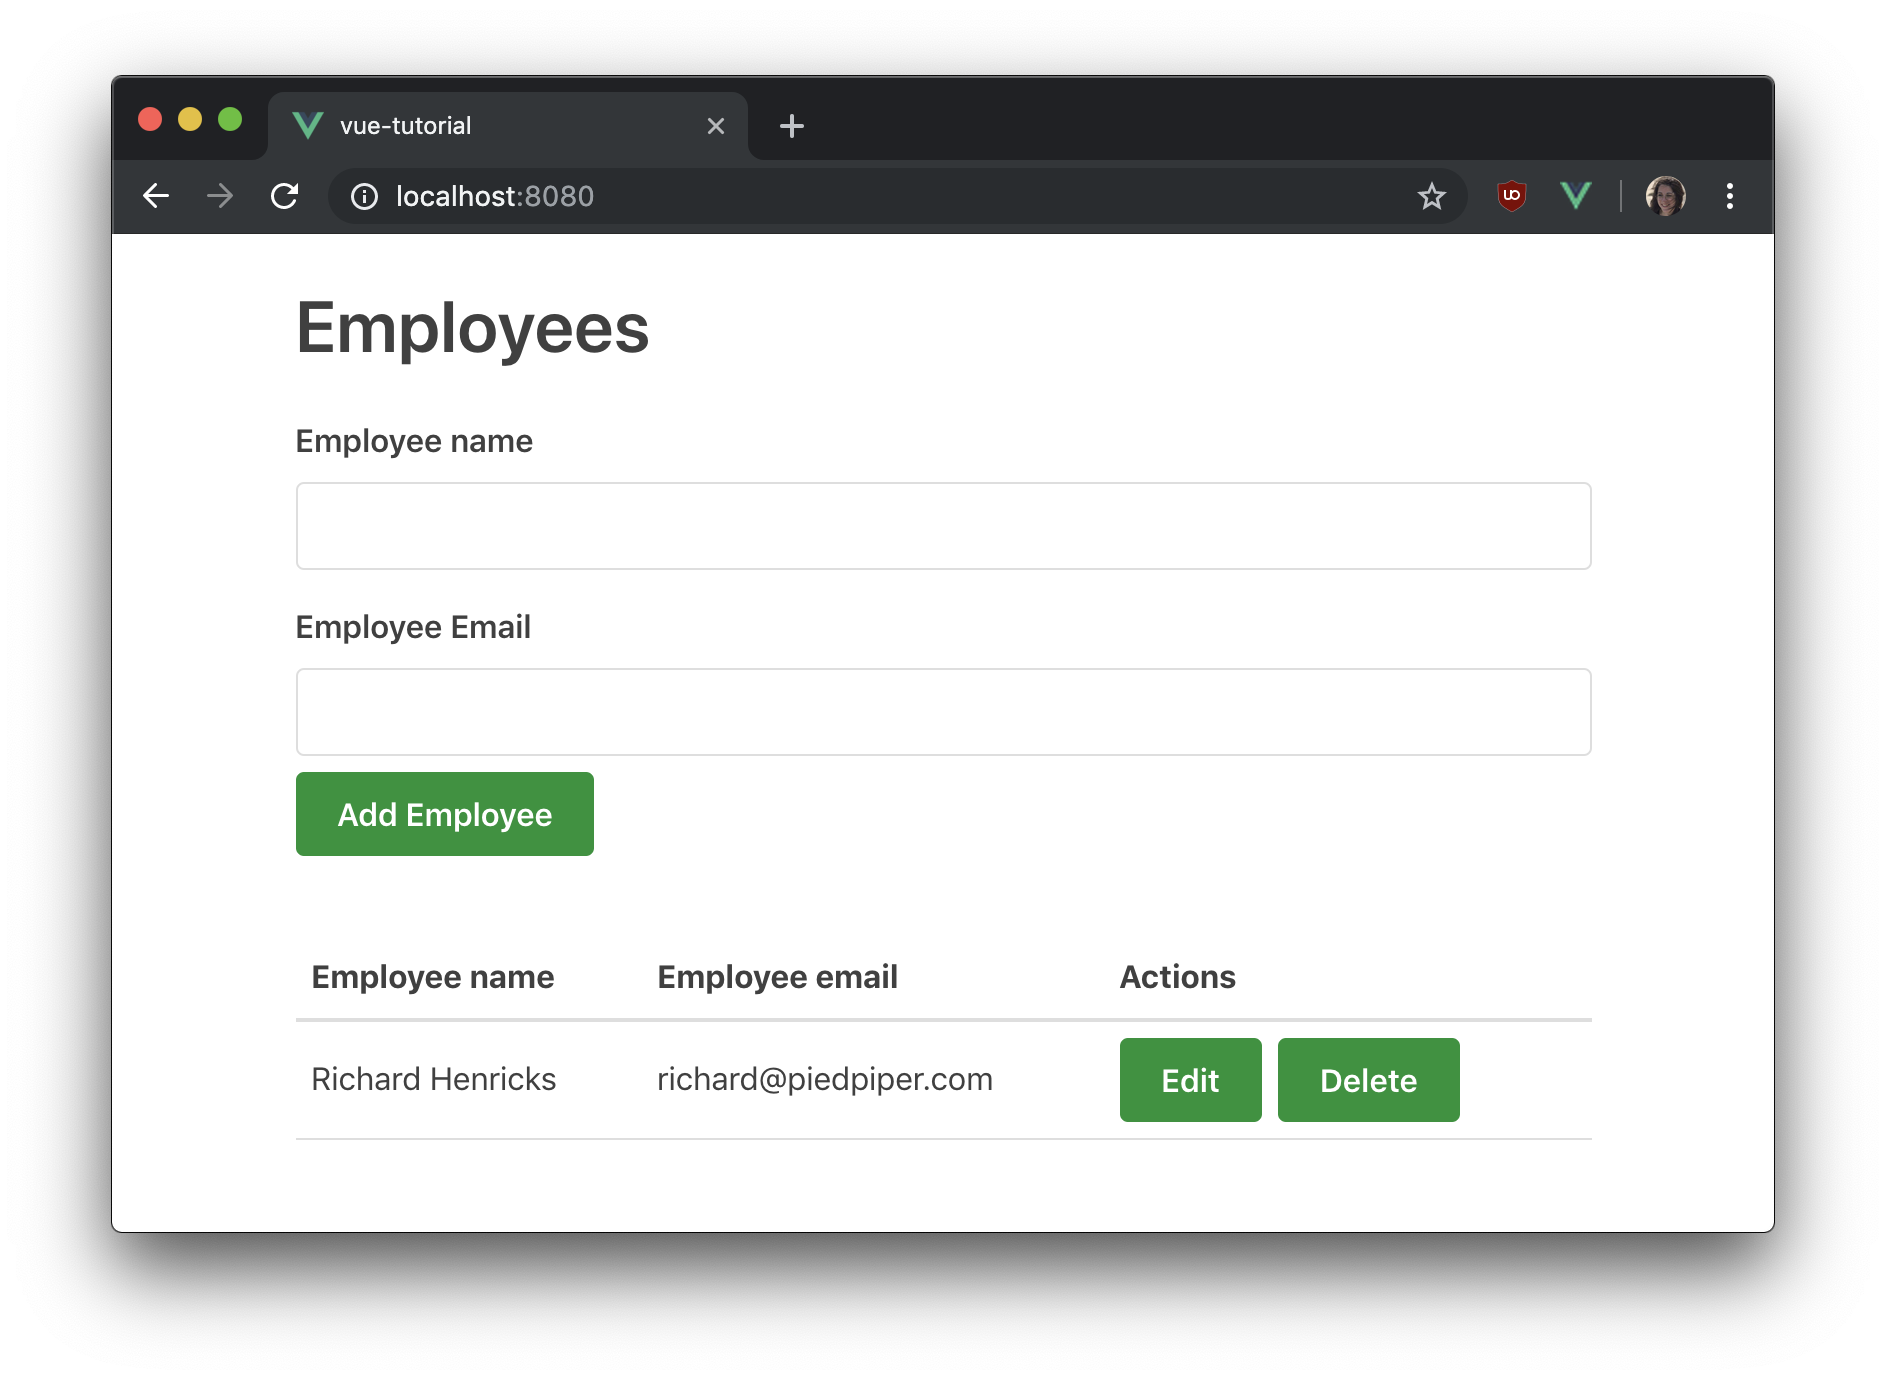 vue-tutorial
localhost:8080
Employees
Employee name
Employee Email
Add Employee
Employee name Employee email Actions
Richard Henricks richard@piedpiper.com Edit Delete